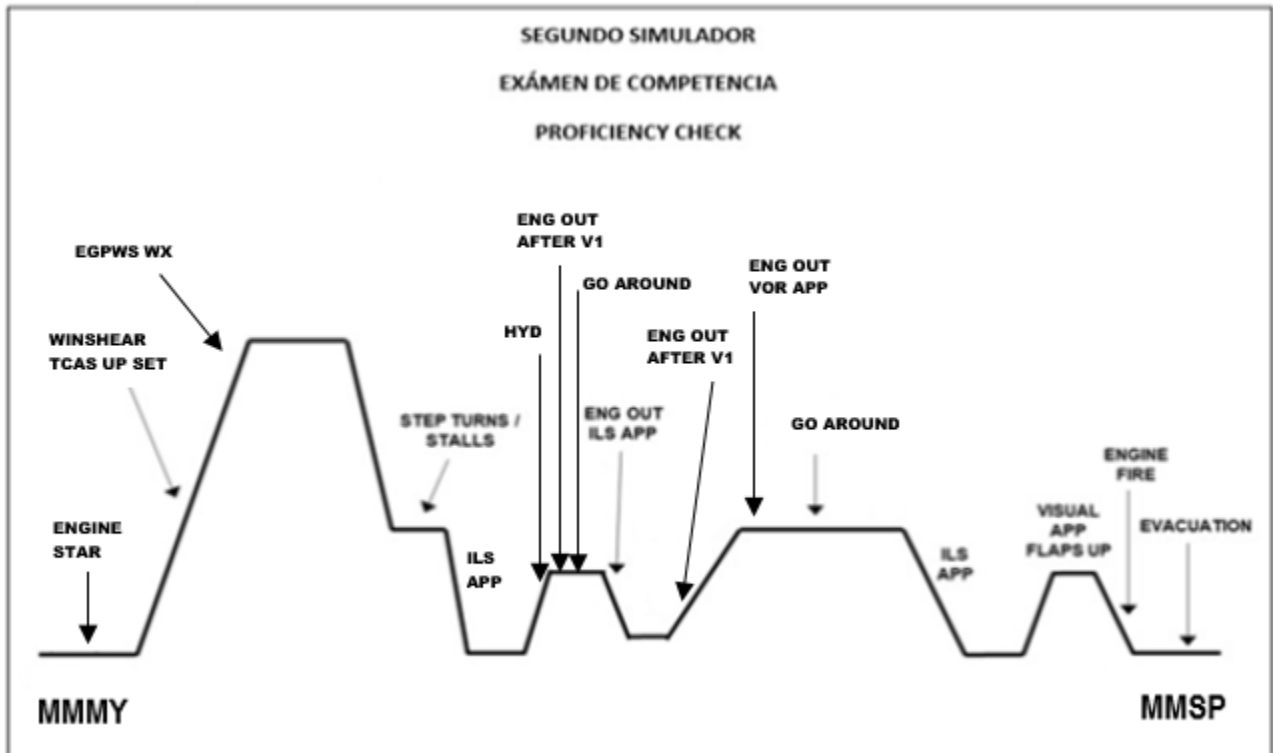 SEGUNDO SIMULADOR
EXÁMEN DE COMPETENCIA
PROFICIENCY CHECK
EGPWS WX
WINSHEAR
TCAS UP SET
ENGINE
STAR
STEP TURNS /
STALLS
ILS
APP
HYD
ENG OUT
AFTER V1
GO AROUND
ENG OUT
ILS APP
ENG OUT
AFTER V1
ENG OUT
VOR APP
GO AROUND
ILS
APP
VISUAL
APP
FLAPS UP
ENGINE
FIRE
EVACUATION
MMMY
MMSP